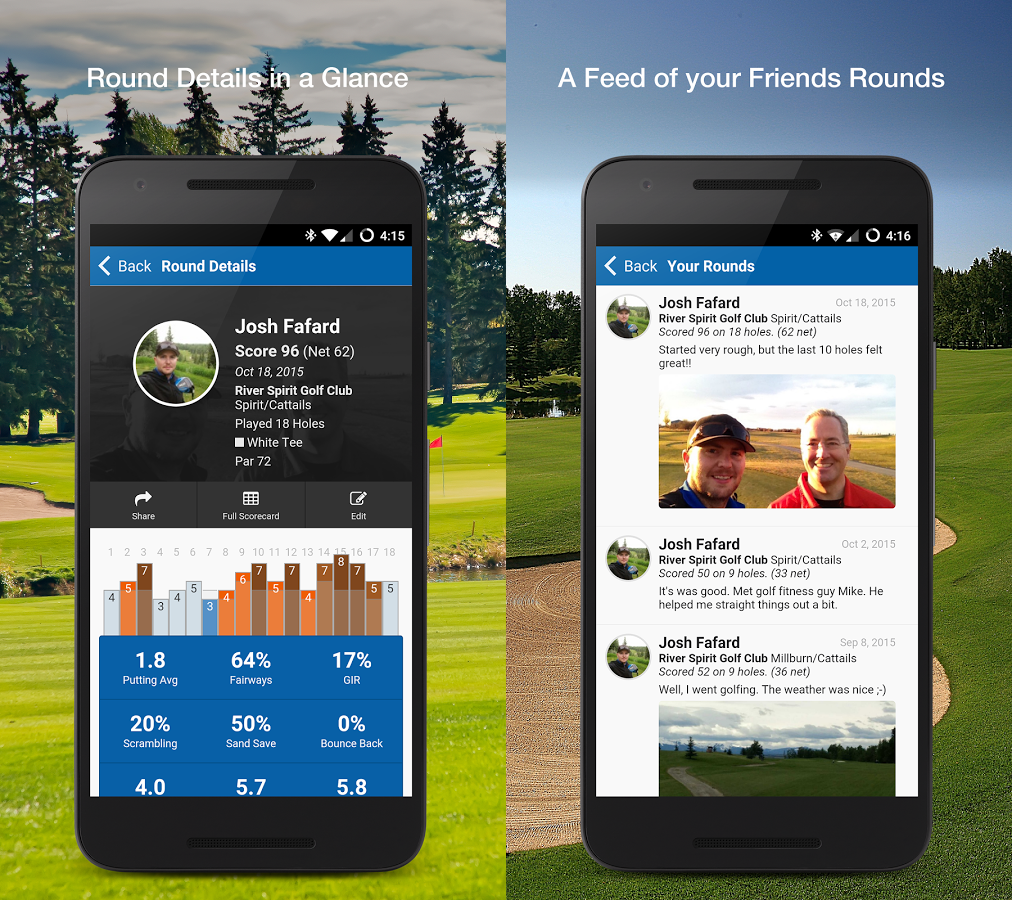 Round Details in a Glance
4:15
Back Round Details
Josh Fafard
Score 96 (Net 62)
Oct 18, 2015
River Spirit Golf Club
Spirit/Cattails
Played 18 Holes
White Tee
Par 72
Share Full Scorecard Edit
1 2 3 4 5 6 7 8 9 10 11 12 13 14 15 16 17 18
4 5 7 3 4 5 3 4 6 7 5 7 4 7 8 7 5 5
1.8 64% 17%
Putting Avg Fairways GIR
20% 50% 0%
Scrambling Sand Save Bounce Back
4.0 5.7 5.8
A Feed of your Friends Rounds
4:16
Back Your Rounds
Josh Fafard Oct 18, 2015
River Spirit Golf Club Spirit/Cattails
Scored 96 on 18 holes. (62 net)
Started very rough, but the last 10 holes felt
great!!
Josh Fafard Oct 2, 2015
River Spirit Golf Club Spirit/Cattails
Scored 50 on 9 holes. (33 net)
It's was good. Met golf fitness guy Mike. He
helped me straight things out a bit.
Josh Fafard Sep 8, 2015
River Spirit Golf Club Millburn/Cattails
Scored 52 on 9 holes. (36 net)
Well, I went golfing. The weather was nice ;-)